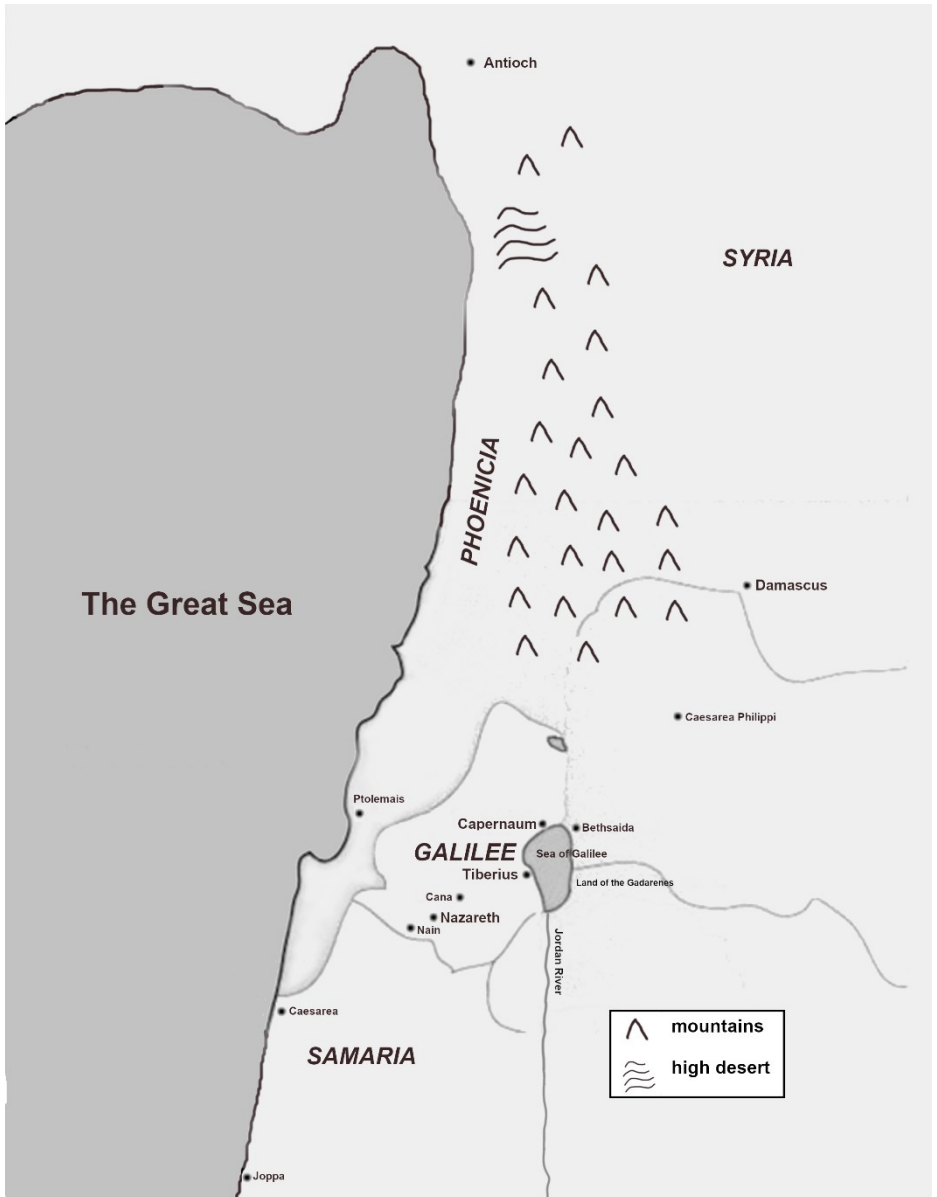 Antioch
SYRIA
PHOENICIA
The Great Sea
Damascus
Caesarea Philippi
Ptolemais
Capernaum
Bethsaida
GALILEE
Sea of Galilee
Tiberius
Land of the Gadarenes
Cana
Nazareth
Nain
Jordan River
Caesarea
mountains
SAMARIA
high desert
Joppa